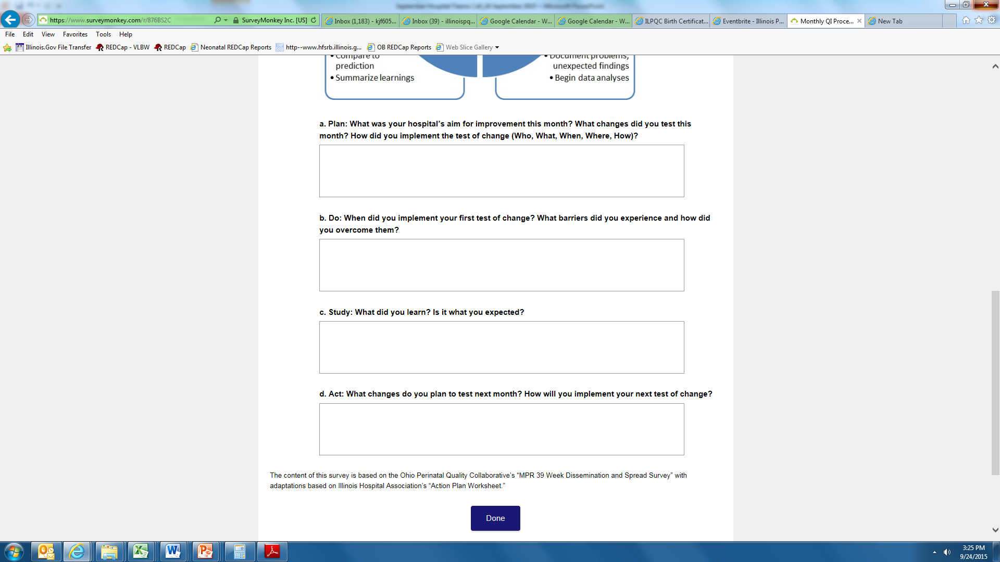 September Hospital Teams Call_28 September 2015 - Microsoft PowerPoint
https://www.surveymonkey.com/r/876BS2C
SurveyMonkey Inc. [US]
Inbox (1,183) - kjf605...
Inbox (39) - illinoispq...
Google Calendar - W...
Google Calendar - W...
ILPQC Birth Certificat...
Eventbrite - Illinois P...
Monthly QI Proce...
New Tab
File Edit View Favorites Tools Help
Illinois.Gov File Transfer
REDCap - VLBW
REDCap
Neonatal REDCap Reports
http--www.hfsrb.illinois.g...
OB REDCap Reports
Web Slice Gallery
• Compare to
prediction
• Summarize learnings
• Document problems,
unexpected findings
• Begin data analyses
a. Plan: What was your hospital’s aim for improvement this month? What changes did you test this
month? How did you implement the test of change (Who, What, When, Where, How)?
b. Do: When did you implement your first test of change? What barriers did you experience and how did
you overcome them?
c. Study: What did you learn? Is it what you expected?
d. Act: What changes do you plan to test next month? How will you implement your next test of change?
The content of this survey is based on the Ohio Perinatal Quality Collaborative’s “MPR 39 Week Dissemination and Spread Survey” with
adaptations based on Illinois Hospital Association’s “Action Plan Worksheet.”
Done
3:25 PM
9/24/2015